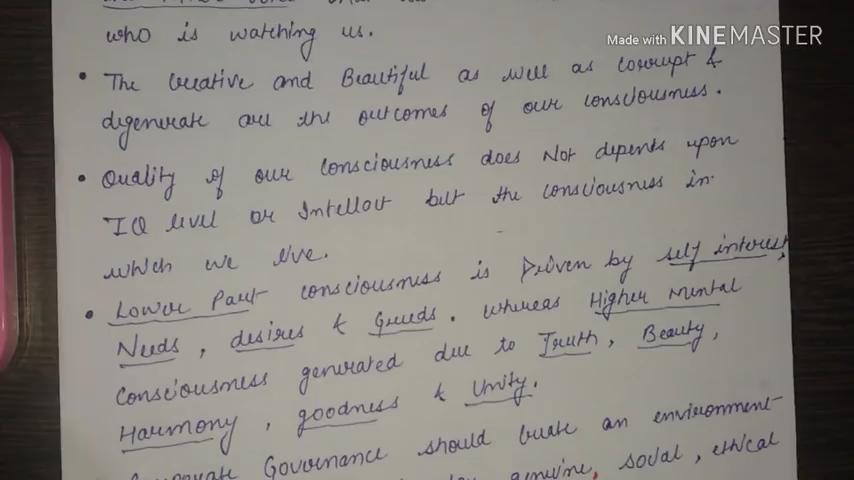 who is watching us.
Made with KINEMASTER
• The Creative and Beautiful as well as corrupt &
degenerate are the outcomes of our consciousness.
• Quality of our consciousness does Not depents upon
IQ level or Intellect but the consciousness in
which we live.
• Lower Part consciousness is Driven by self interest,
Needs, desires & Greeds. whereas Higher Mental
Consciousness generated due to Truth, Beauty,
Harmony, goodness & Unity.
Governance should create an environment
genuine, social, ethical